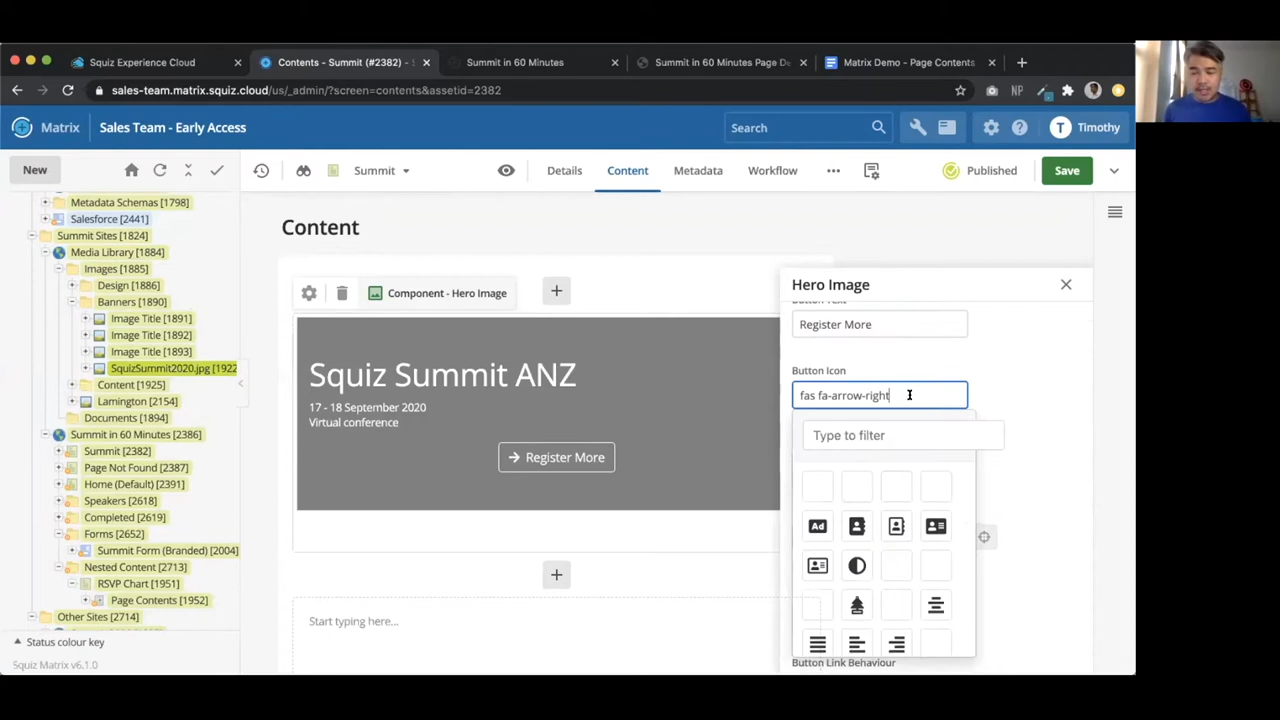 Squiz Experience Cloud
Contents - Summit (#2382) - S
Summit in 60 Minutes
Summit in 60 Minutes Page De
Matrix Demo - Page Contents
sales-team.matrix.squiz.cloud/us/_admin/?screen=contents&assetid=2382
NP
Matrix
Sales Team - Early Access
Search
T
Timothy
New
Summit
Details
Content
Metadata
Workflow
Published
Save
Metadata Schemas [1798]
Salesforce [2441]
Summit Sites [1824]
Media Library [1884]
Images [1885]
Design [1886]
Banners [1890]
Image Title [1891]
Image Title [1892]
Image Title [1893]
SquizSummit2020.jpg [1922
Content [1925]
Lamington [2154]
Documents [1894]
Summit in 60 Minutes [2386]
Summit [2382]
Page Not Found [2387]
Home (Default) [2391]
Speakers [2618]
Completed [2619]
Forms [2652]
Summit Form (Branded) [2004]
Nested Content [2713]
RSVP Chart [1951]
Page Contents [1952]
Other Sites [2714]
Status colour key
Squiz Matrix v6.1.0
Content
Component - Hero Image
Squiz Summit ANZ
17 - 18 September 2020
Virtual conference
Register More
Start typing here...
Hero Image
Button Text
Register More
Button Icon
fas fa-arrow-right
Type to filter
Ad
Button Link Behaviour